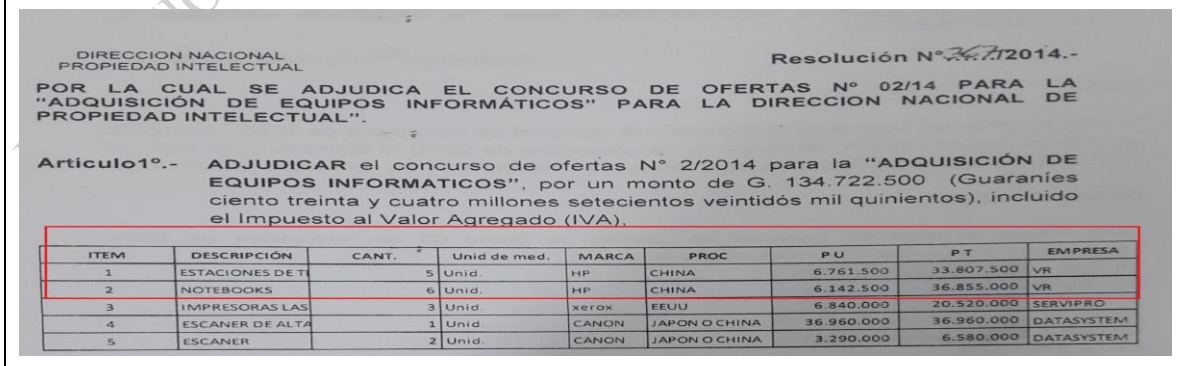 DIRECCION NACIONAL
PROPIEDAD INTELECTUAL
Resolución Nº 367/2014.-
POR LA CUAL SE ADJUDICA EL CONCURSO DE OFERTAS Nº 02/14 PARA LA
“ADQUISICIÓN DE EQUIPOS INFORMÁTICOS” PARA LA DIRECCION NACIONAL DE
PROPIEDAD INTELECTUAL”.
Artículo1º.- ADJUDICAR el concurso de ofertas Nº 2/2014 para la “ADQUISICIÓN DE
EQUIPOS INFORMATICOS”, por un monto de G. 134.722.500 (Guaraníes
ciento treinta y cuatro millones setecientos veintidós mil quinientos), incluido
el Impuesto al Valor Agregado (IVA),
ITEM DESCRIPCIÓN CANT. Unid de med. MARCA PROC P U P T EMPRESA
1 ESTACIONES DE T 5 Unid. HP CHINA 6.761.500 33.807.500 VR
2 NOTEBOOKS 6 Unid. HP CHINA 6.142.500 36.855.000 VR
3 IMPRESORAS LAS 3 Unid. xerox EEUU 6.840.000 20.520.000 SERVIPRO
4 ESCANER DE ALTA 1 Unid. CANON JAPON O CHINA 36.960.000 36.960.000 DATASYSTEM
5 ESCANER 2 Unid. CANON JAPON O CHINA 3.290.000 6.580.000 DATASYSTEM